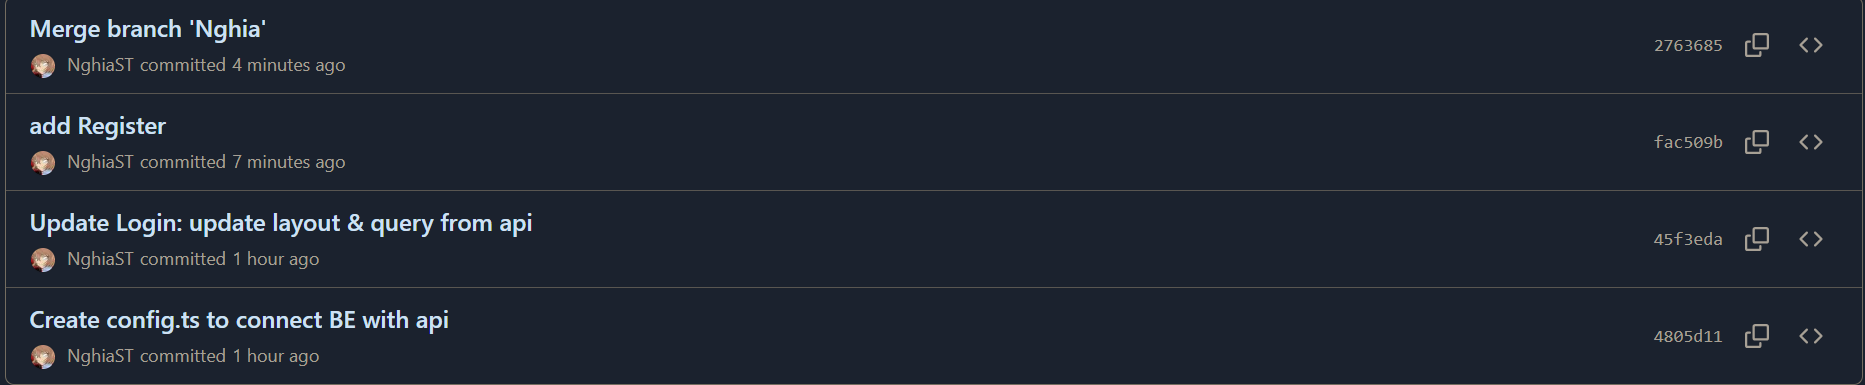 Merge branch 'Nghia'
NghiaST committed 4 minutes ago
2763685
add Register
NghiaST committed 7 minutes ago
fac509b
Update Login: update layout & query from api
NghiaST committed 1 hour ago
45f3eda
Create config.ts to connect BE with api
NghiaST committed 1 hour ago
4805d11